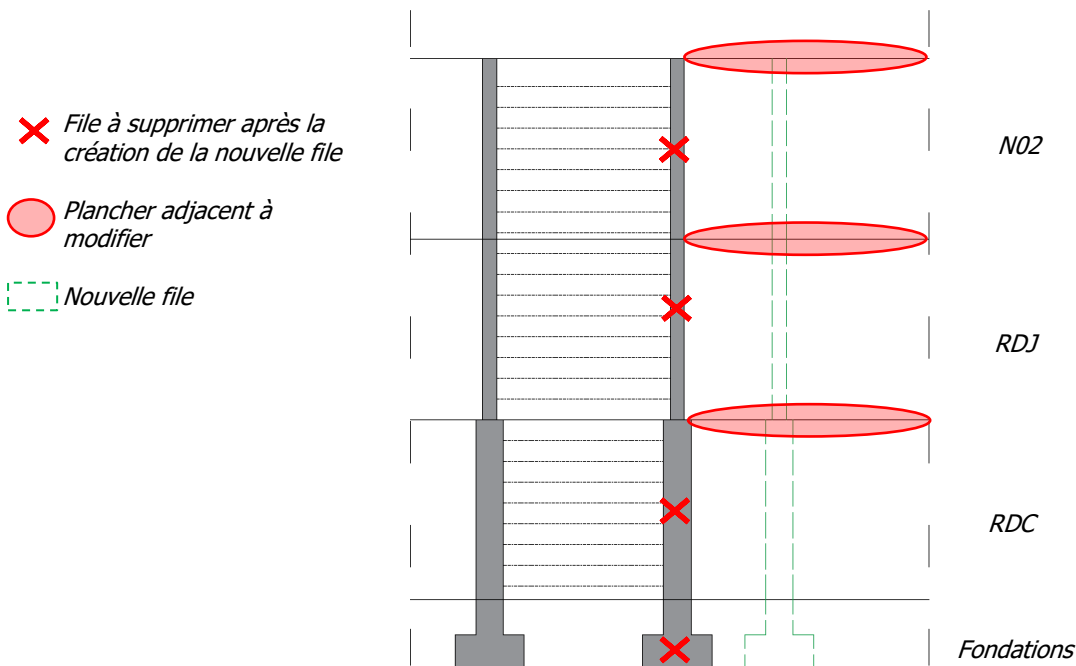 File à supprimer après la
création de la nouvelle file
Plancher adjacent à
modifier
Nouvelle file
N02
RDJ
RDC
Fondations